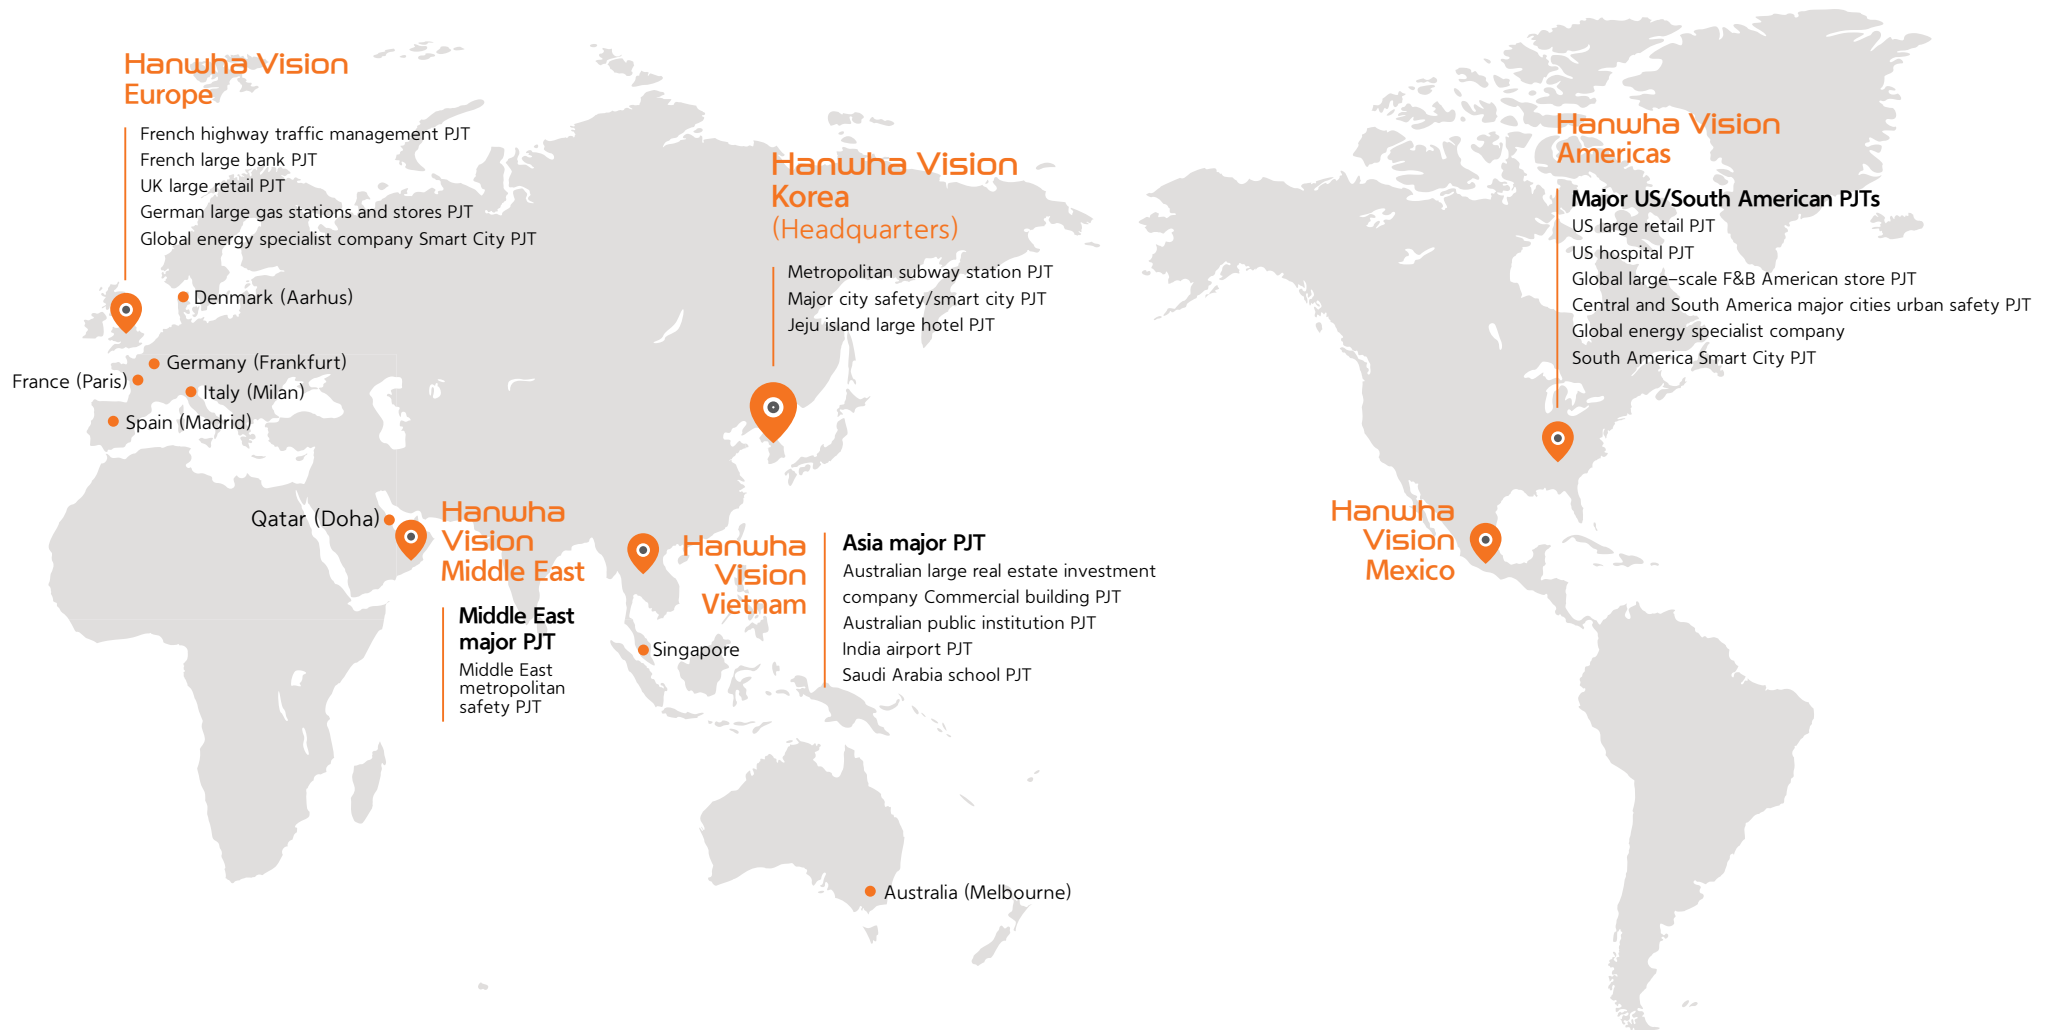 Hanwha Vision
Europe
French highway traffic management PJT
French large bank PJT
UK large retail PJT
German large gas stations and stores PJT
Global energy specialist company Smart City PJT
Denmark (Aarhus)
Germany (Frankfurt)
France (Paris)
Italy (Milan)
Spain (Madrid)
Hanwha Vision
Korea
(Headquarters)
Metropolitan subway station PJT
Major city safety/smart city PJT
Jeju island large hotel PJT
Hanwha Vision
Americas
Major US/South American PJTs
US large retail PJT
US hospital PJT
Global large–scale F&B American store PJT
Central and South America major cities urban safety PJT
Global energy specialist company
South America Smart City PJT
Qatar (Doha)
Hanwha
Vision
Middle East
Middle East
major PJT
Middle East
metropolitan
safety PJT
Hanwha
Vision
Vietnam
Asia major PJT
Australian large real estate investment
company Commercial building PJT
Australian public institution PJT
India airport PJT
Saudi Arabia school PJT
Singapore
Hanwha
Vision
Mexico
Australia (Melbourne)